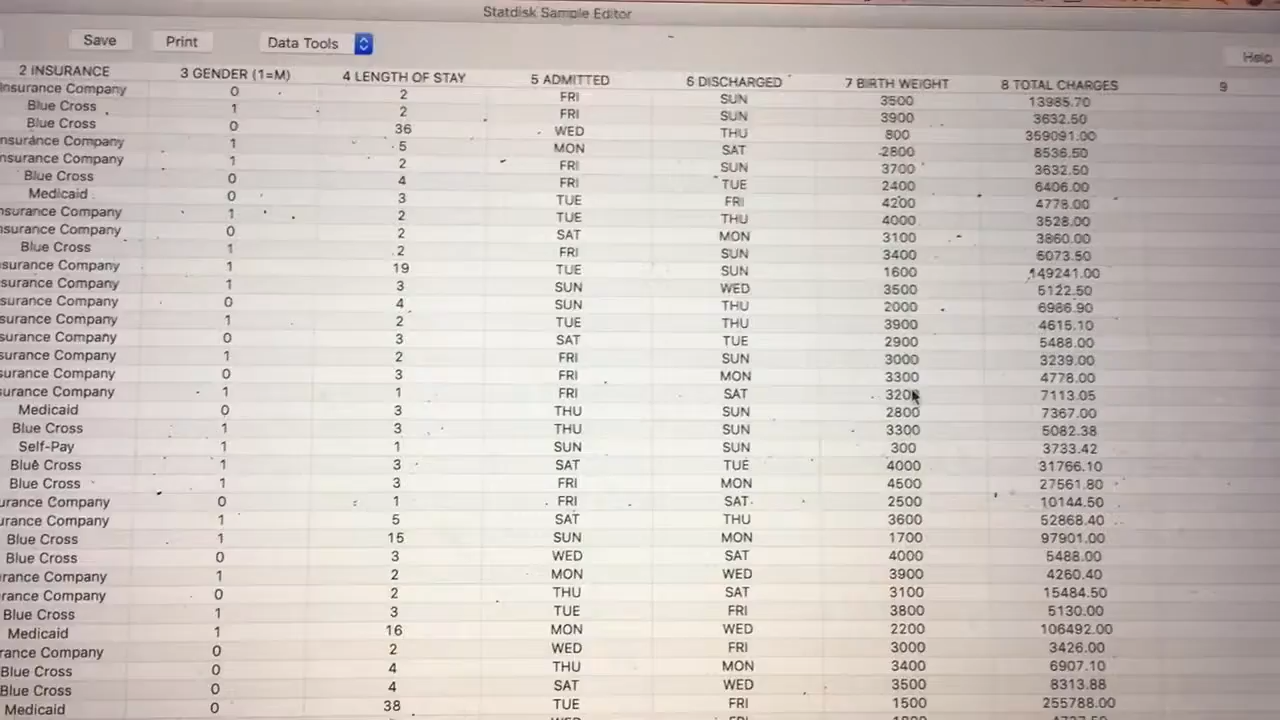 Statdisk Sample Editor
Save Print Data Tools Help
2 INSURANCE 3 GENDER (1=M) 4 LENGTH OF STAY 5 ADMITTED 6 DISCHARGED 7 BIRTH WEIGHT 8 TOTAL CHARGES 9
Insurance Company 0 2 FRI SUN 3500 13985.70
Blue Cross 1 2 FRI SUN 3900 3632.50
Blue Cross 0 36 WED THU 800 359091.00
nsurance Company 1 5 MON SAT 2800 8536.50
nsurance Company 1 2 FRI SUN 3700 3632.50
Blue Cross 0 4 FRI TUE 2400 6406.00
Medicaid 0 3 TUE FRI 4200 4778.00
nsurance Company 1 2 TUE THU 4000 3528.00
nsurance Company 0 2 SAT MON 3100 3860.00
Blue Cross 1 2 FRI SUN 3400 6073.50
surance Company 1 19 TUE SUN 1600 149241.00
surance Company 1 3 SUN WED 3500 5122.50
surance Company 0 4 SUN THU 2000 6986.90
surance Company 1 2 TUE THU 3900 4615.10
surance Company 0 3 SAT TUE 2900 5488.00
surance Company 1 2 FRI SUN 3000 3239.00
surance Company 0 3 FRI MON 3300 4778.00
surance Company 1 1 FRI SAT 3200 7113.05
Medicaid 0 3 THU SUN 2800 7367.00
Blue Cross 1 3 THU SUN 3300 5082.38
Self-Pay 1 1 SUN SUN 300 3733.42
Blue Cross 1 3 SAT TUE 4000 31766.10
Blue Cross 1 3 FRI MON 4500 27561.80
urance Company 0 1 FRI SAT 2500 10144.50
urance Company 1 5 SAT THU 3600 52868.40
Blue Cross 1 15 SUN MON 1700 97901.00
Blue Cross 0 3 WED SAT 4000 5488.00
rance Company 1 2 MON WED 3900 4260.40
rance Company 0 2 THU SAT 3100 15484.50
Blue Cross 1 3 TUE FRI 3800 5130.00
Medicaid 1 16 MON WED 2200 106492.00
rance Company 0 2 WED FRI 3000 3426.00
Blue Cross 0 4 THU MON 3400 6907.10
Blue Cross 0 4 SAT WED 3500 8313.88
Medicaid 0 38 TUE FRI 1500 255788.00